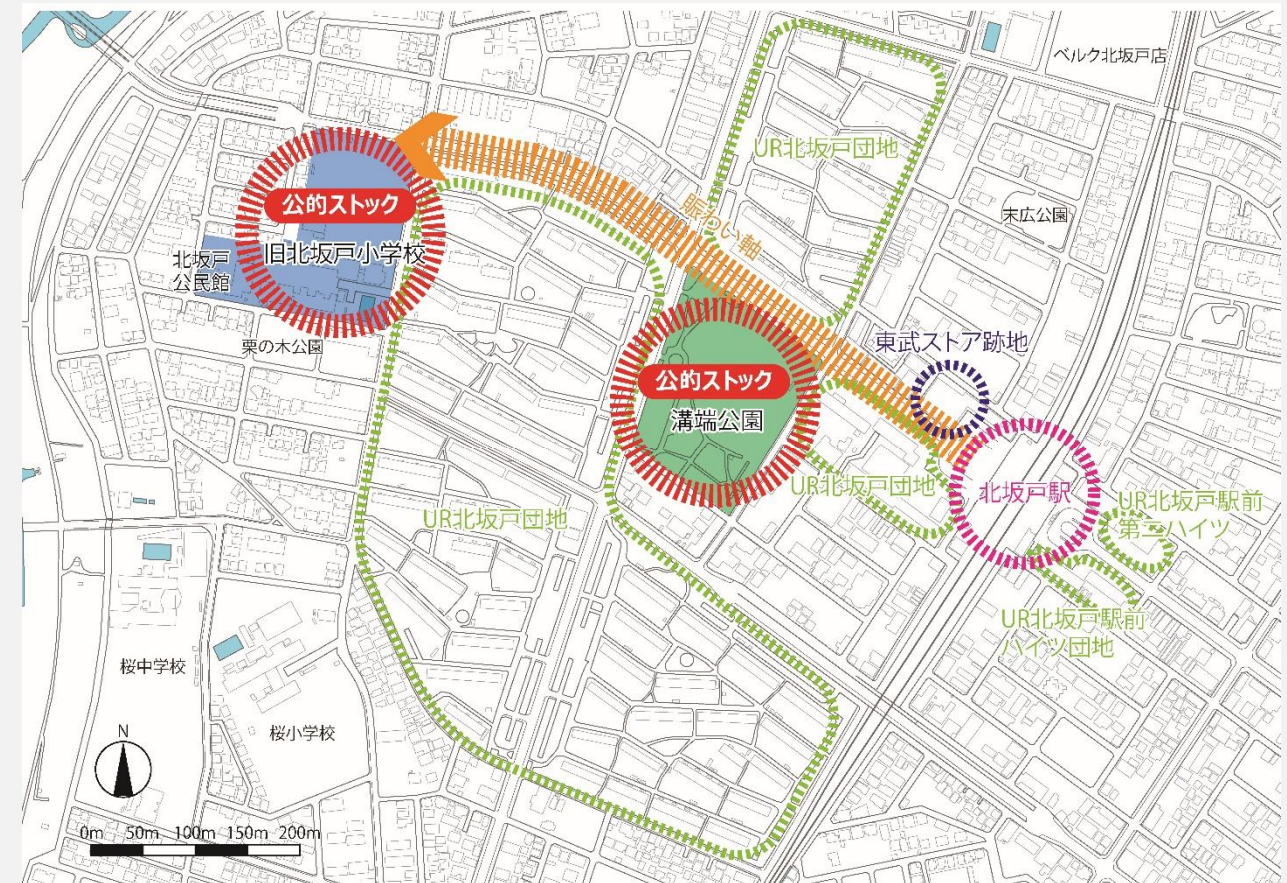 ベルク北坂戸店
UR北坂戸団地
公的ストック
賑わい軸
末広公園
旧北坂戸小学校
北坂戸
公民館
栗の木公園
東武ストア跡地
公的ストック
溝端公園
UR北坂戸団地
北坂戸駅
UR北坂戸駅前
第二ハイツ
UR北坂戸団地
UR北坂戸駅前
ハイツ団地
桜中学校
桜小学校
N
0m 50m 100m 150m 200m